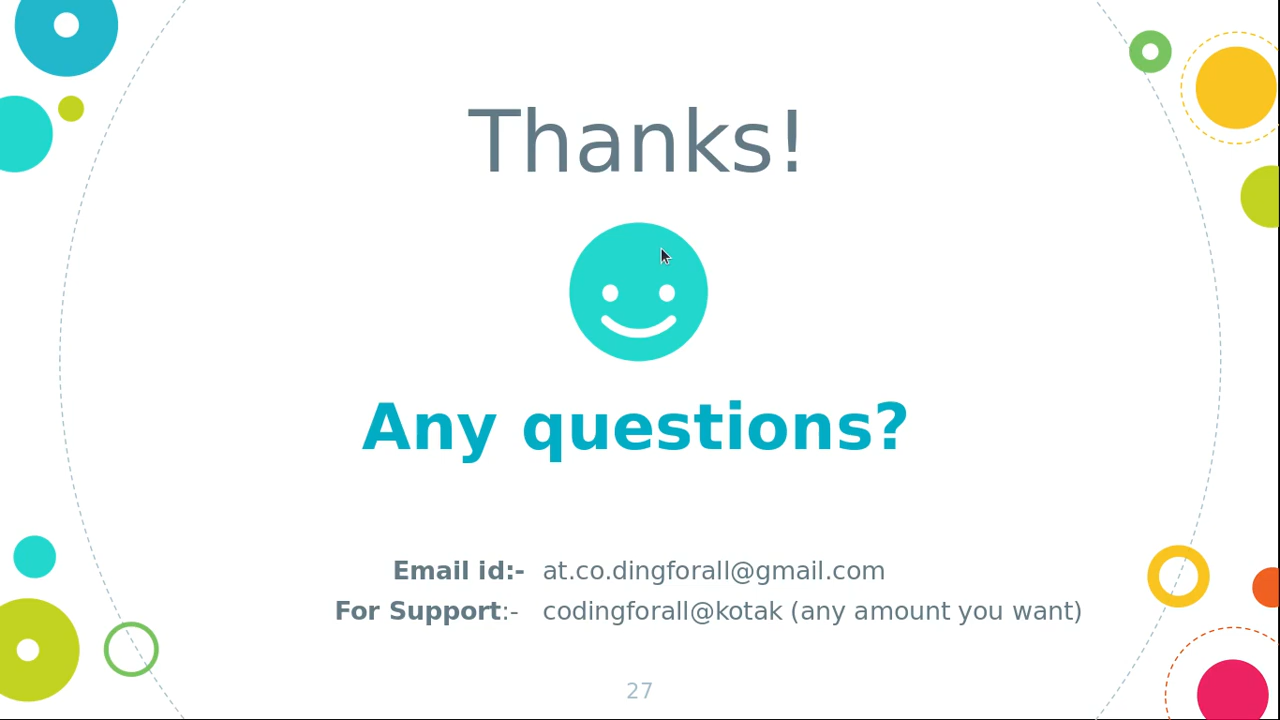 Thanks!
Any questions?
Email id:- at.co.dingforall@gmail.com
For Support:- codingforall@kotak (any amount you want)
27